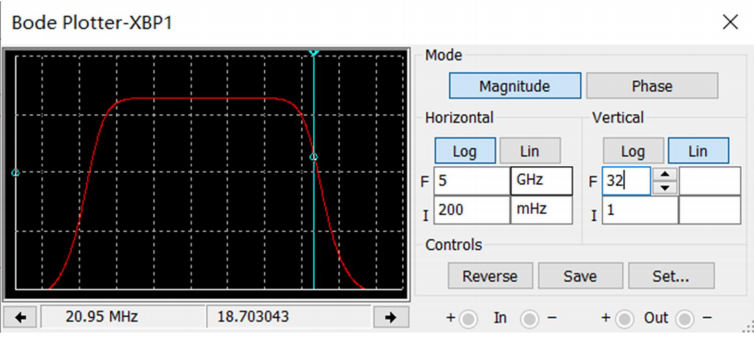 Bode Plotter-XBP1
Mode
Magnitude Phase
Horizontal Vertical
Log Lin Log Lin
F 5 GHz F 32
I 200 mHz I 1
Controls
Reverse Save Set...
20.95 MHz 18.703043
+ In - + Out -